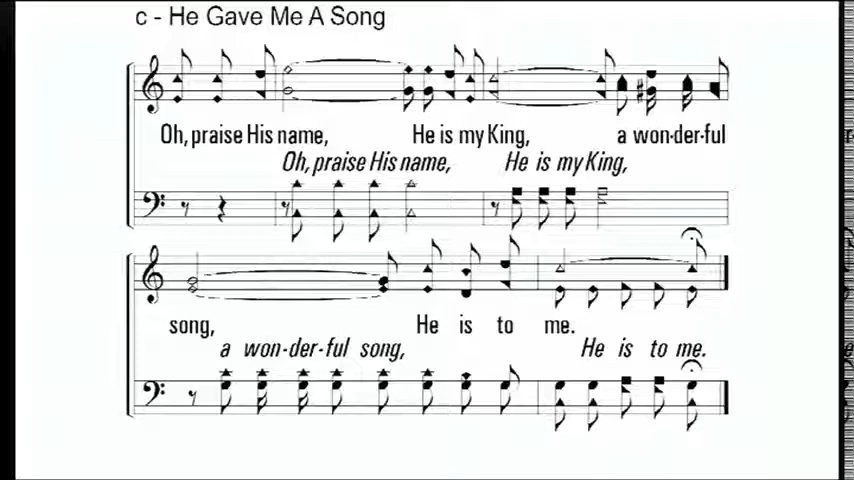 c - He Gave Me A Song
Oh, praise His name, He is my King, a won-der-ful
Oh, praise His name, He is my King,
song, He is to me.
a won-der-ful song, He is to me.